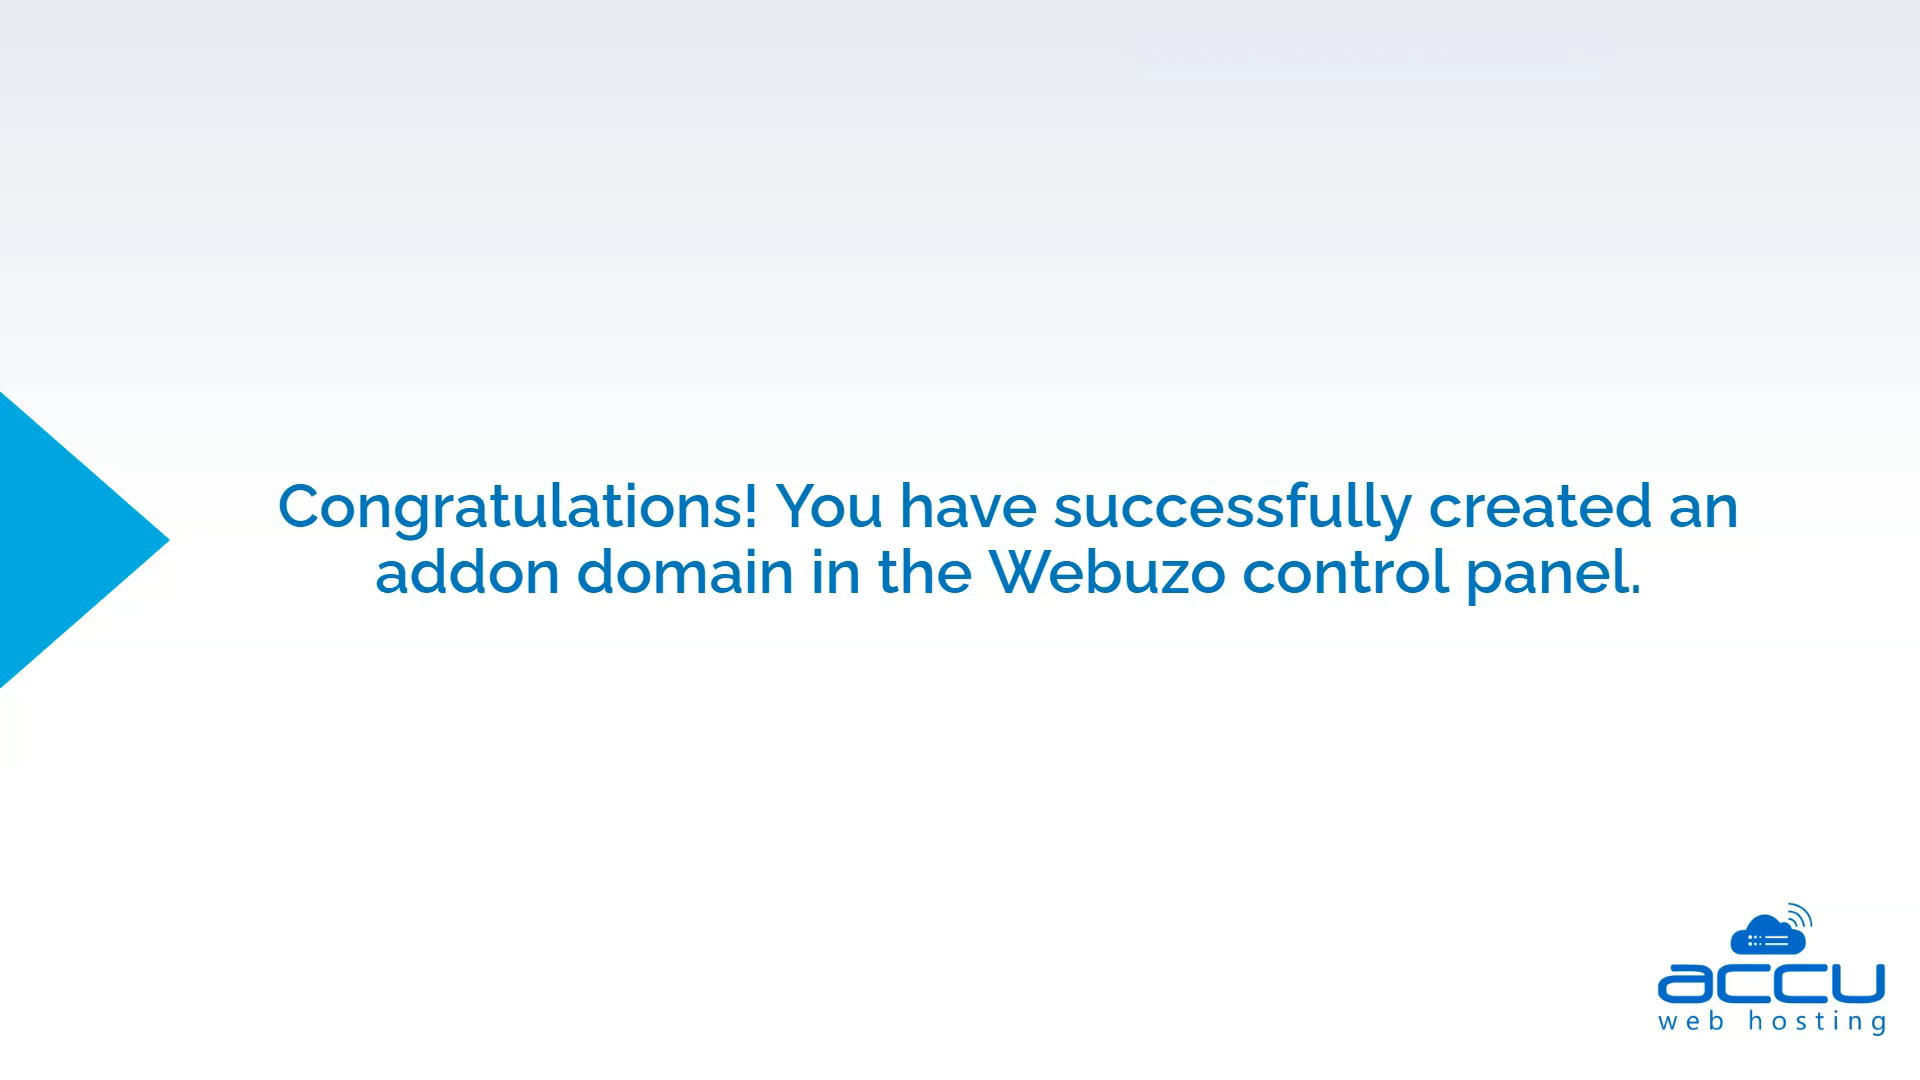 Congratulations! You have successfully created an
addon domain in the Webuzo control panel.
accu
web hosting